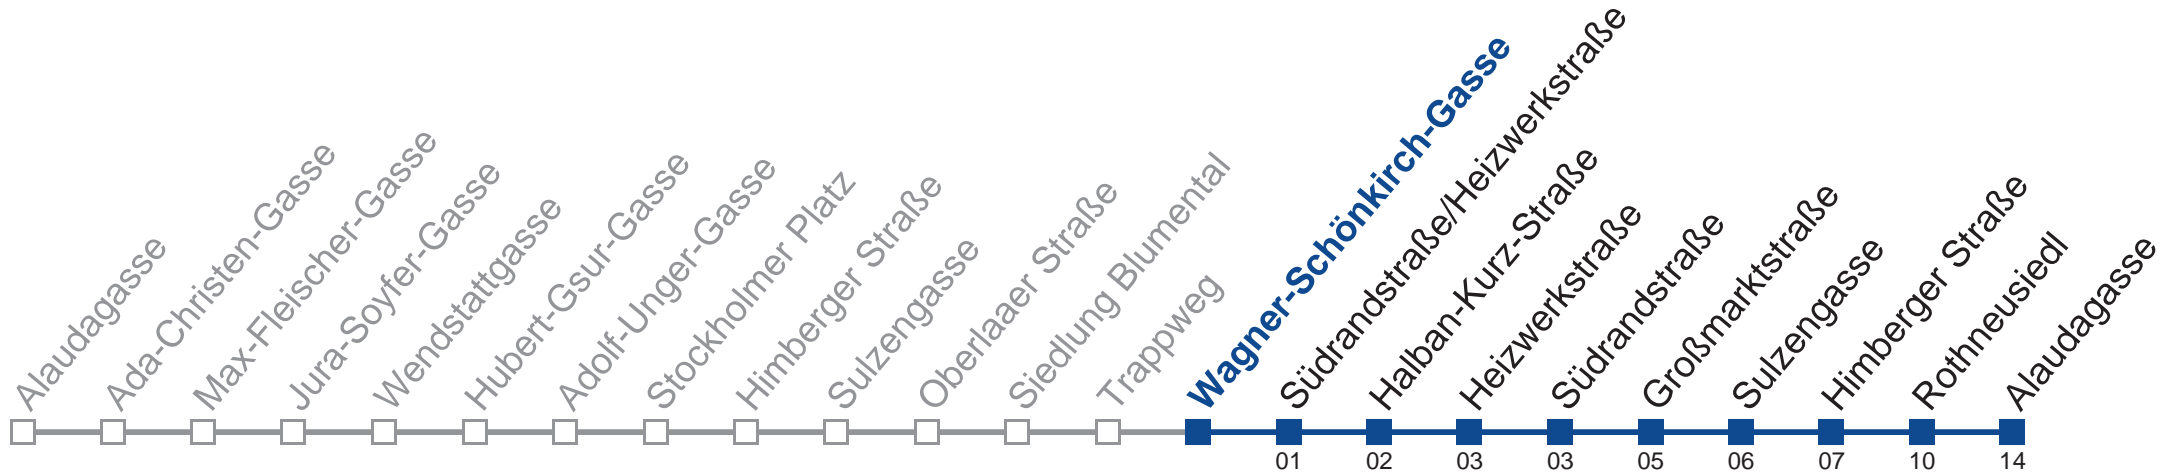 Alaudagasse
Ada-Christen-Gasse
Max-Fleischer-Gasse
Jura-Soyfer-Gasse
Wendstattgasse
Hubert-Gsur-Gasse
Adolf-Unger-Gasse
Stockholmer Platz
Himberger Straße
Sulzengasse
Oberlaaer Straße
Siedlung Blumental
Trappweg
Wagner-Schönkirch-Gasse
Südrandstraße/Heizwerkstraße
Halban-Kurz-Straße
Heizwerkstraße
Südrandstraße
Großmarktstraße
Sulzengasse
Himberger Straße
Rothneusiedl
Alaudagasse
01 02 03 03 05 06 07 10 14